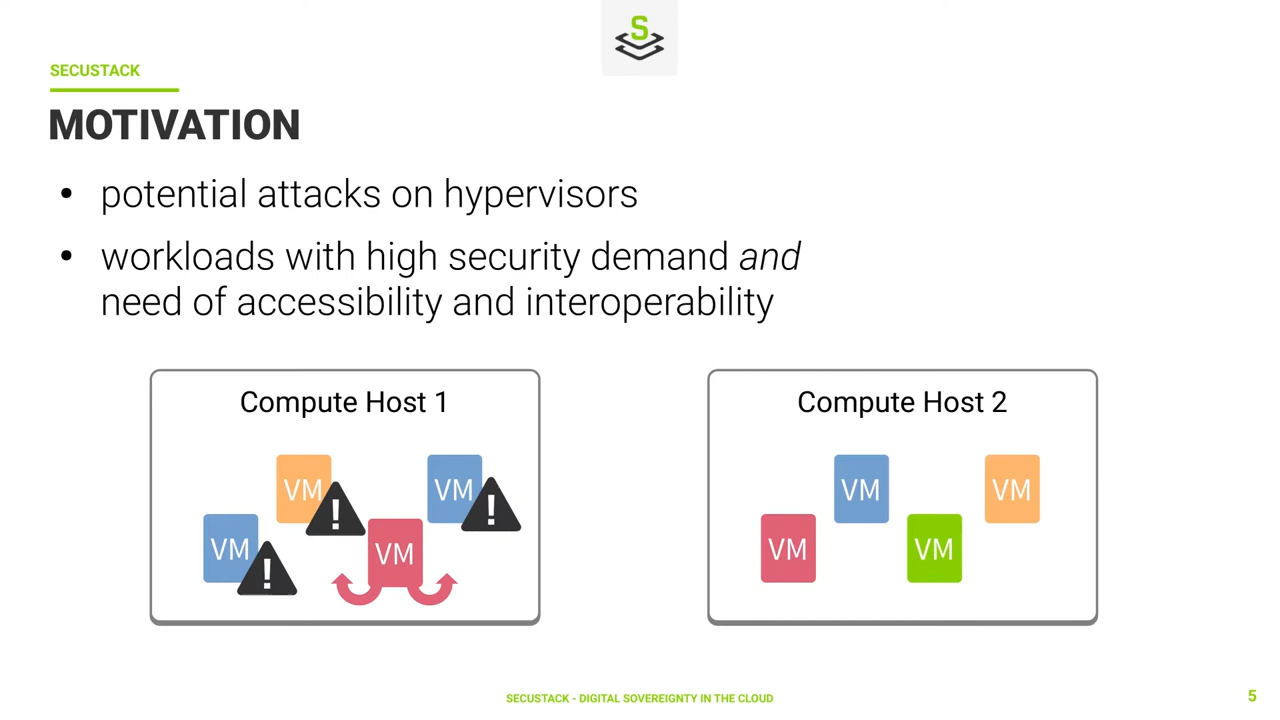 S
SECUSTACK
MOTIVATION
• potential attacks on hypervisors
• workloads with high security demand and
need of accessibility and interoperability
Compute Host 1
VM
VM
!
!
VM
!
VM
Compute Host 2
VM
VM
VM
VM
SECUSTACK - DIGITAL SOVEREIGNTY IN THE CLOUD
5